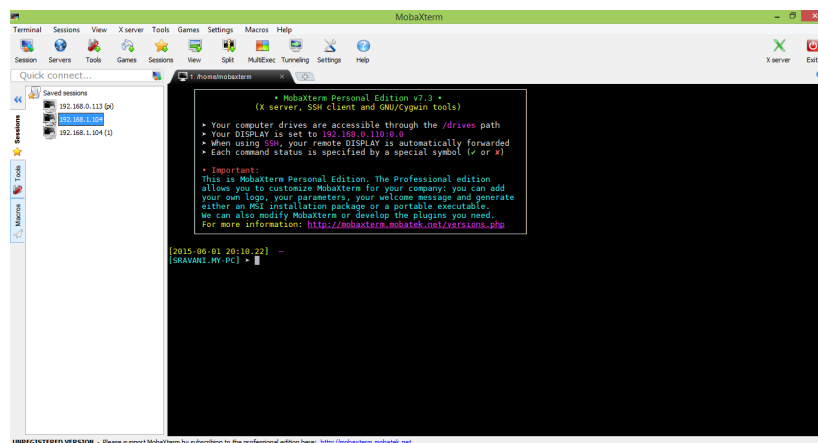 MobaXterm
Terminal Sessions View X server Tools Games Settings Macros Help
Session Servers Tools Games Sessions View Split MultiExec Tunneling Settings Help X server Exit
Quick connect...
1. /home/mobaxterm
Saved sessions
192.168.0.113 (pi)
192.168.1.104
192.168.1.104 (1)
Sessions
Tools
Macros
• MobaXterm Personal Edition v7.3 •
(X server, SSH client and GNU/Cygwin tools)
➤ Your computer drives are accessible through the /drives path
➤ Your DISPLAY is set to 192.168.0.110:0.0
➤ When using SSH, your remote DISPLAY is automatically forwarded
➤ Each command status is specified by a special symbol (✓ or ✗)
• Important:
This is MobaXterm Personal Edition. The Professional edition
allows you to customize MobaXterm for your company: you can add
your own logo, your parameters, your welcome message and generate
either an MSI installation package or a portable executable.
We can also modify MobaXterm or develop the plugins you need.
For more information: http://mobaxterm.mobatek.net/versions.php
[2015-06-01 20:10.22] ~
[SRAVANI.MY-PC] ➤
UNREGISTERED VERSION - Please support MobaXterm by subscribing to the professional edition here: http://mobaxterm.mobatek.net